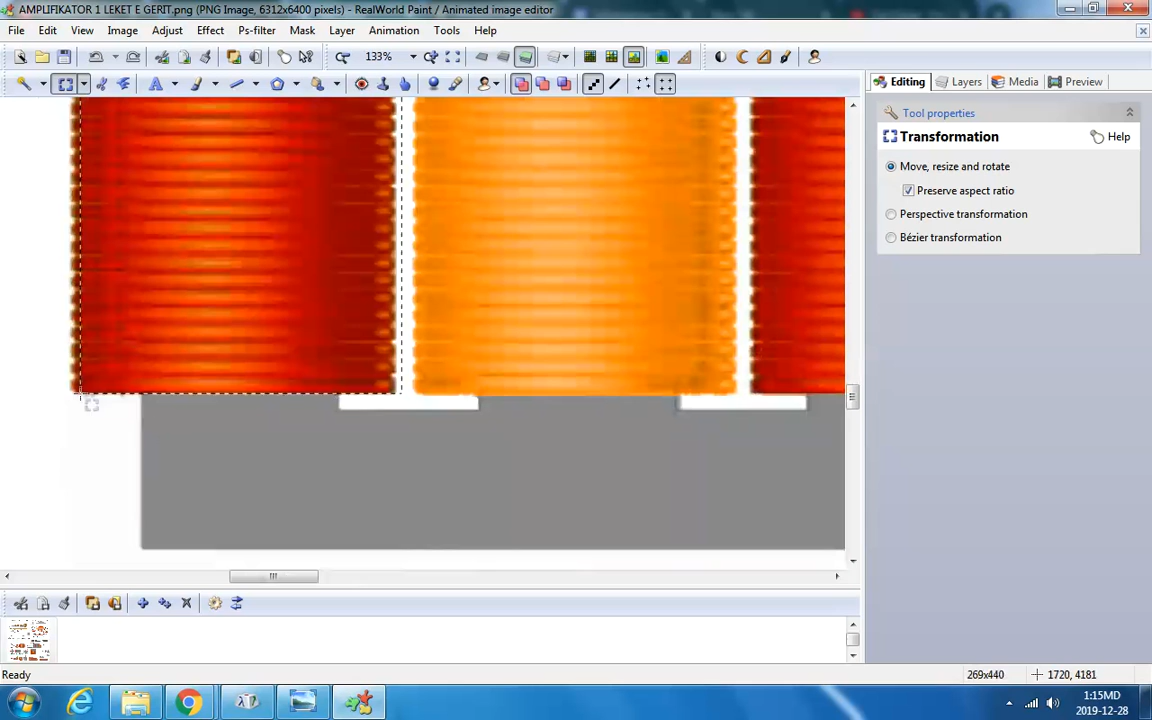 AMPLIFIKATOR 1 LEKET E GERIT.png (PNG Image, 6312x6400 pixels) - RealWorld Paint / Animated image editor
File Edit View Image Adjust Effect Ps-filter Mask Layer Animation Tools Help
133%
Editing Layers Media Preview
Tool properties
Transformation Help
Move, resize and rotate
Preserve aspect ratio
Perspective transformation
Bézier transformation
Ready 269x440 1720, 4181
1:15MD
2019-12-28